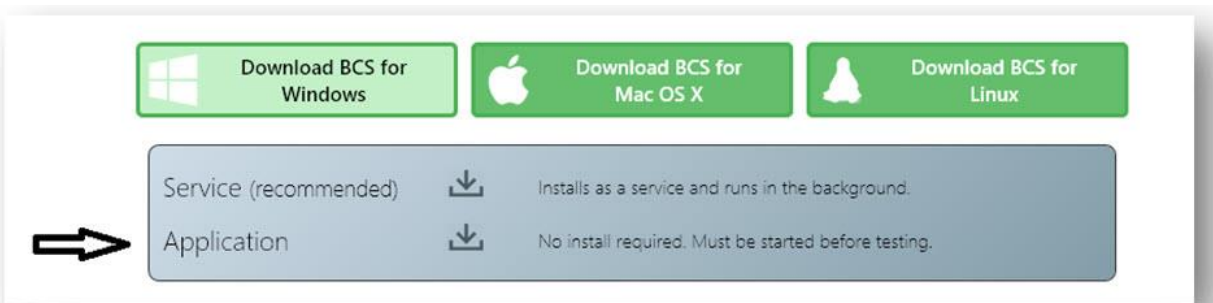 Download BCS for
Windows
Download BCS for
Mac OS X
Download BCS for
Linux
Service (recommended)
Installs as a service and runs in the background.
Application
No install required. Must be started before testing.